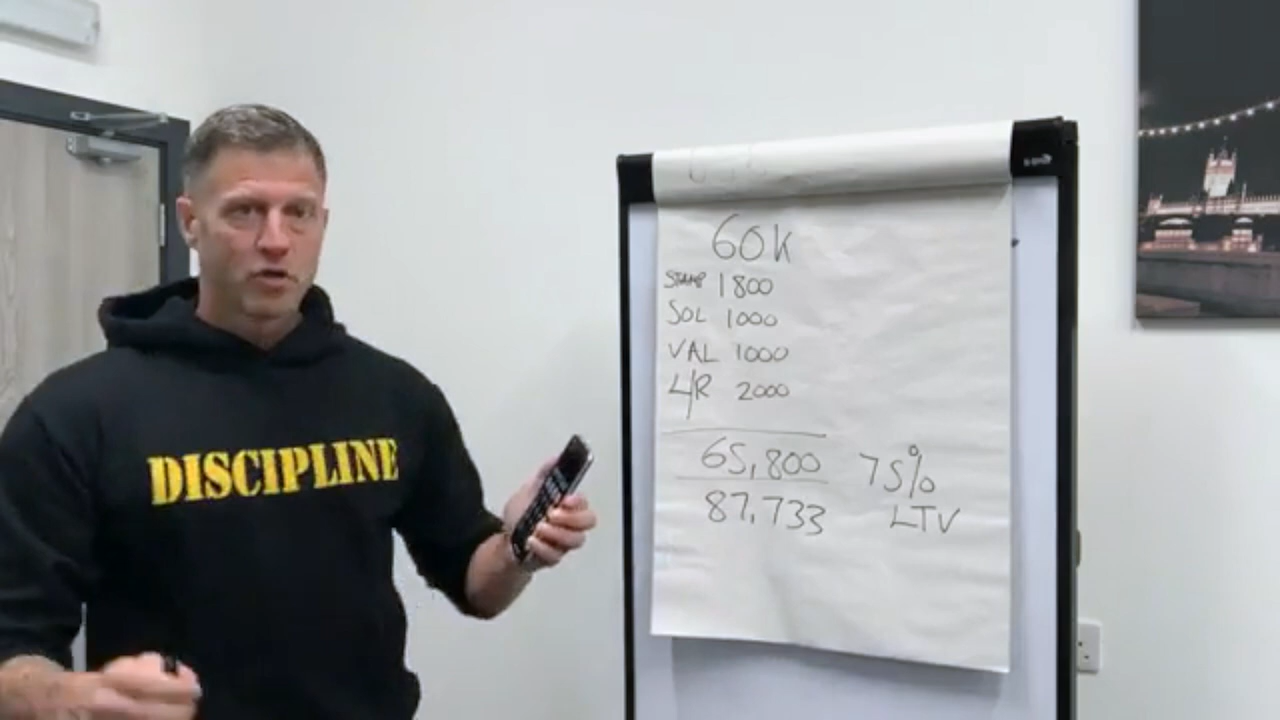 DISCIPLINE
60K
STAMP 1800
SOL 1000
VAL 1000
L/R 2000
65,800 75%
87,733 LTV